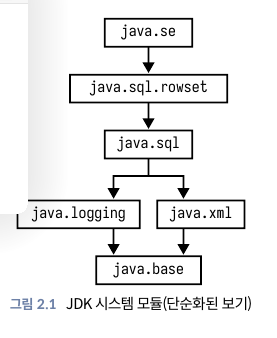 java.se
java.sql.rowset
java.sql
java.logging java.xml
java.base
그림 2.1 JDK 시스템 모듈(단순화된 보기)